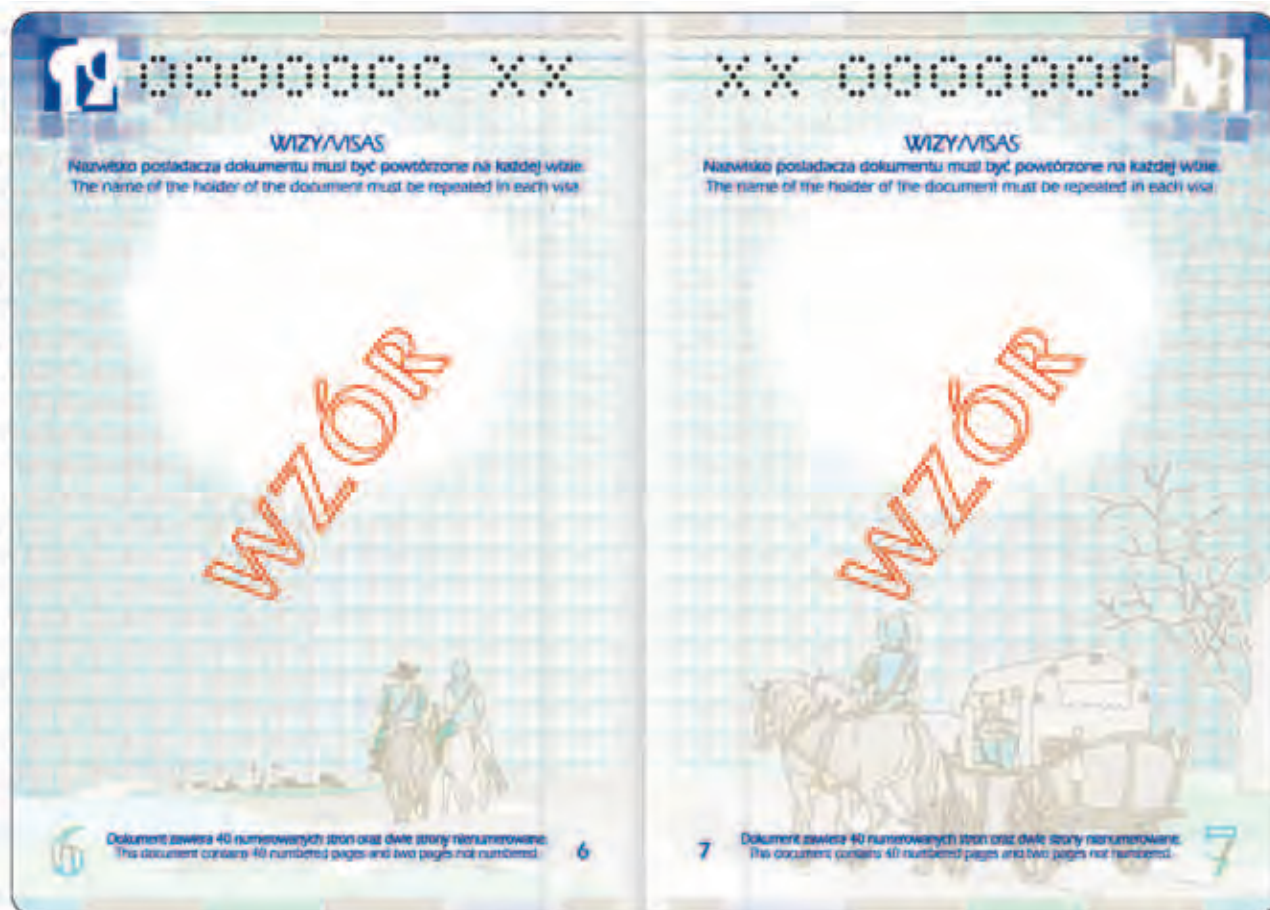 0000000 XX
WIZY/VISAS
Nazwisko posiadacza dokumentu musi być powtórzone na każdej wizie.
The name of the holder of the document must be repeated in each visa
WZÓR
Dokument zawiera 40 numerowanych stron oraz dwie strony nienumerowane.
This document contains 40 numbered pages and two pages not numbered.
6
XX 0000000
WIZY/VISAS
Nazwisko posiadacza dokumentu musi być powtórzone na każdej wizie.
The name of the holder of the document must be repeated in each visa
WZÓR
7
Dokument zawiera 40 numerowanych stron oraz dwie strony nienumerowane.
This document contains 40 numbered pages and two pages not numbered.
7